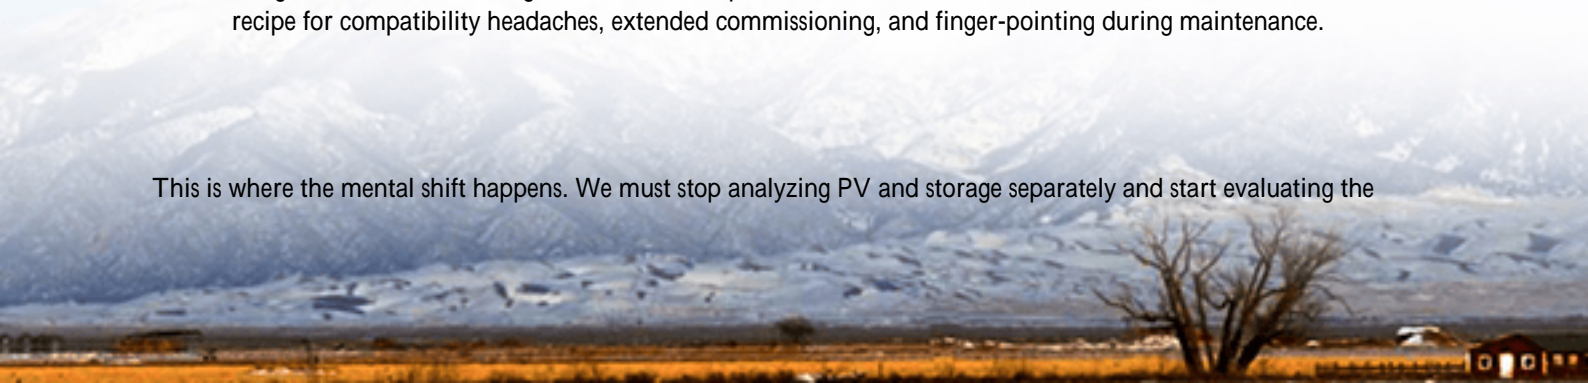 recipe for compatibility headaches, extended commissioning, and finger-pointing during maintenance.
This is where the mental shift happens. We must stop analyzing PV and storage separately and start evaluating the